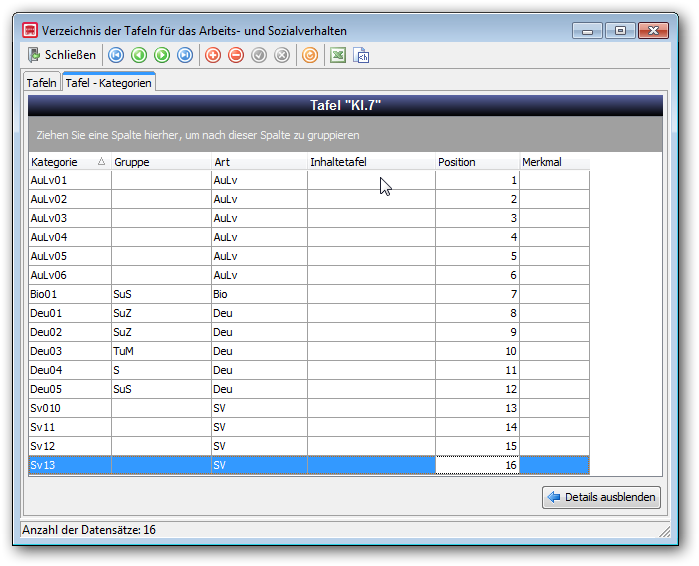 Verzeichnis der Tafeln für das Arbeits- und Sozialverhalten
Schließen
Tafeln Tafel - Kategorien
Tafel "Kl.7"
Ziehen Sie eine Spalte hierher, um nach dieser Spalte zu gruppieren
Kategorie Gruppe Art Inhaltetafel Position Merkmal
AuLv01 AuLv 1
AuLv02 AuLv 2
AuLv03 AuLv 3
AuLv04 AuLv 4
AuLv05 AuLv 5
AuLv06 AuLv 6
Bio01 SuS Bio 7
Deu01 SuZ Deu 8
Deu02 SuZ Deu 9
Deu03 TuM Deu 10
Deu04 S Deu 11
Deu05 SuS Deu 12
Sv010 SV 13
Sv11 SV 14
Sv12 SV 15
Sv13 SV 16
Details ausblenden
Anzahl der Datensätze: 16